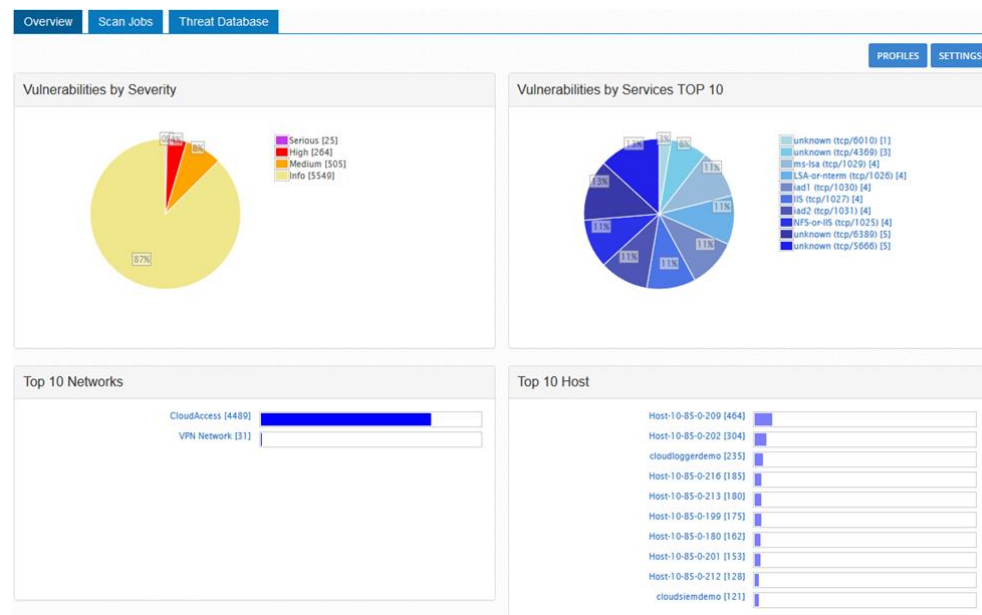 Overview Scan Jobs Threat Database
PROFILES SETTINGS
Vulnerabilities by Severity
4%
8%
87%
Serious [25]
High [264]
Medium [505]
Info [5549]
Vulnerabilities by Services TOP 10
13%
3%
6%
11%
11%
11%
11%
11%
11%
13%
unknown (tcp/6010) [1]
unknown (tcp/4369) [3]
ms-lsa (tcp/1029) [4]
LSA-or-nterm (tcp/1026) [4]
iad1 (tcp/1030) [4]
IIS (tcp/1027) [4]
iad2 (tcp/1031) [4]
NFS-or-IIS (tcp/1025) [4]
unknown (tcp/6389) [5]
unknown (tcp/5666) [5]
Top 10 Networks
CloudAccess [4489]
VPN Network [31]
Top 10 Host
Host-10-85-0-209 [464]
Host-10-85-0-202 [304]
cloudloggerdemo [235]
Host-10-85-0-216 [185]
Host-10-85-0-213 [180]
Host-10-85-0-199 [175]
Host-10-85-0-180 [162]
Host-10-85-0-201 [153]
Host-10-85-0-212 [128]
cloudsiemdemo [121]